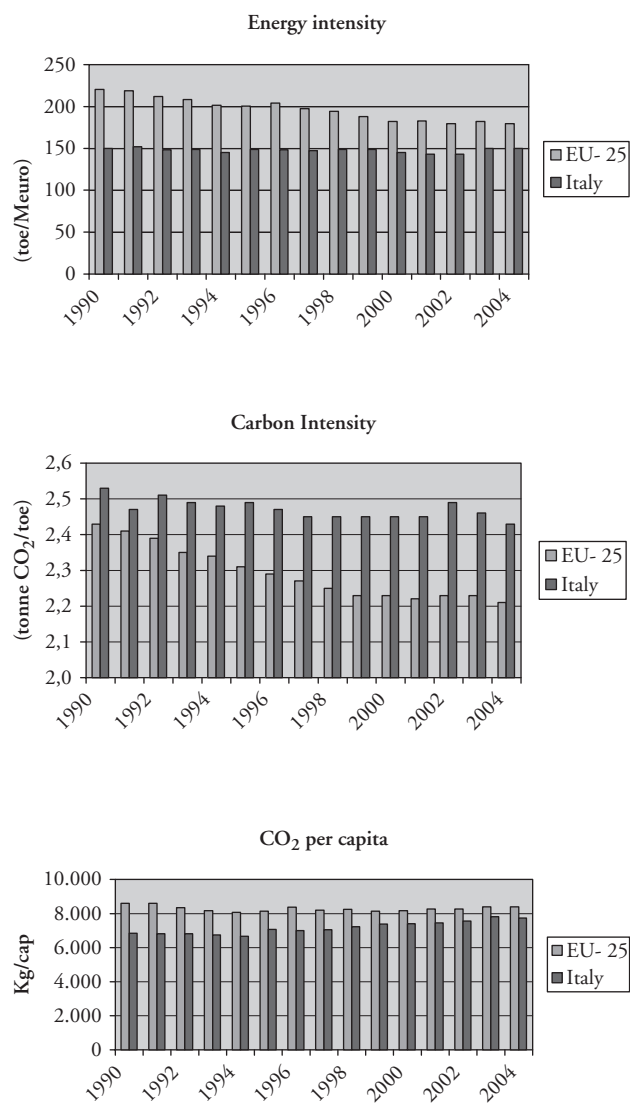 Energy intensity
250
200
150
100
50
0
(toe/Meuro)
1990 1992 1994 1996 1998 2000 2002 2004
EU- 25
Italy
Carbon Intensity
2,6
2,5
2,4
2,3
2,2
2,1
2,0
(tonne CO2/toe)
1990 1992 1994 1996 1998 2000 2002 2004
EU- 25
Italy
CO2 per capita
10.000
8.000
6.000
4.000
2.000
0
Kg/cap
1990 1992 1994 1996 1998 2000 2002 2004
EU- 25
Italy